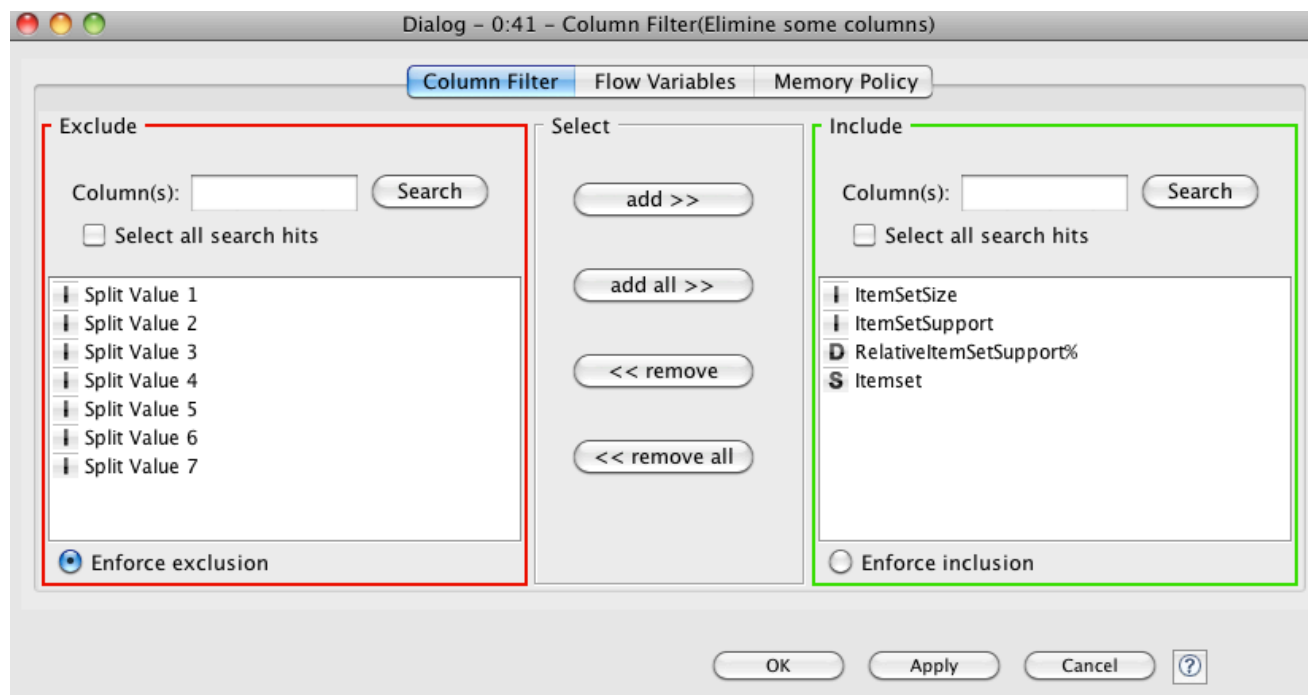 Dialog – 0:41 – Column Filter(Elimine some columns)
Column Filter Flow Variables Memory Policy
Exclude
Column(s): Search
Select all search hits
I Split Value 1
I Split Value 2
I Split Value 3
I Split Value 4
I Split Value 5
I Split Value 6
I Split Value 7
Enforce exclusion
Select
add >>
add all >>
<< remove
<< remove all
Include
Column(s): Search
Select all search hits
I ItemSetSize
I ItemSetSupport
D RelativeItemSetSupport%
S Itemset
Enforce inclusion
OK Apply Cancel ?